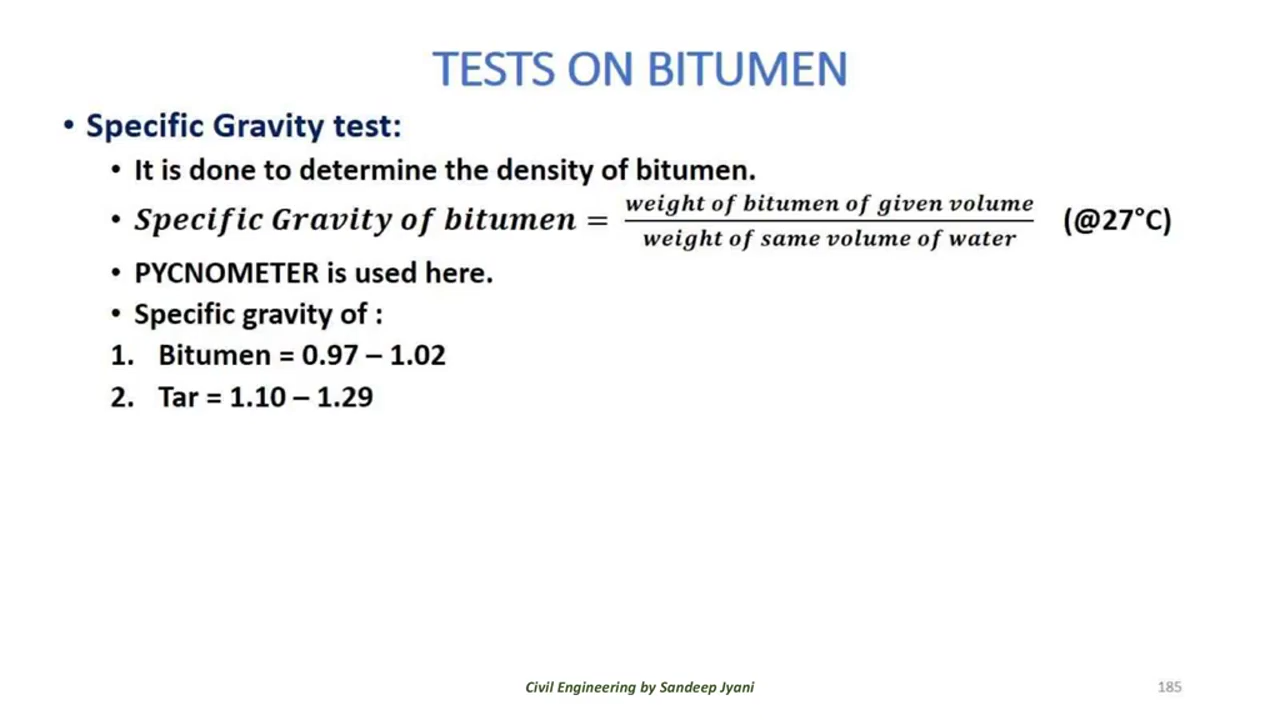 TESTS ON BITUMEN
• Specific Gravity test:
• It is done to determine the density of bitumen.
• Specific Gravity of bitumen = weight of bitumen of given volume / weight of same volume of water (@27°C)
• PYCNOMETER is used here.
• Specific gravity of :
1. Bitumen = 0.97 – 1.02
2. Tar = 1.10 – 1.29
Civil Engineering by Sandeep Jyani
185